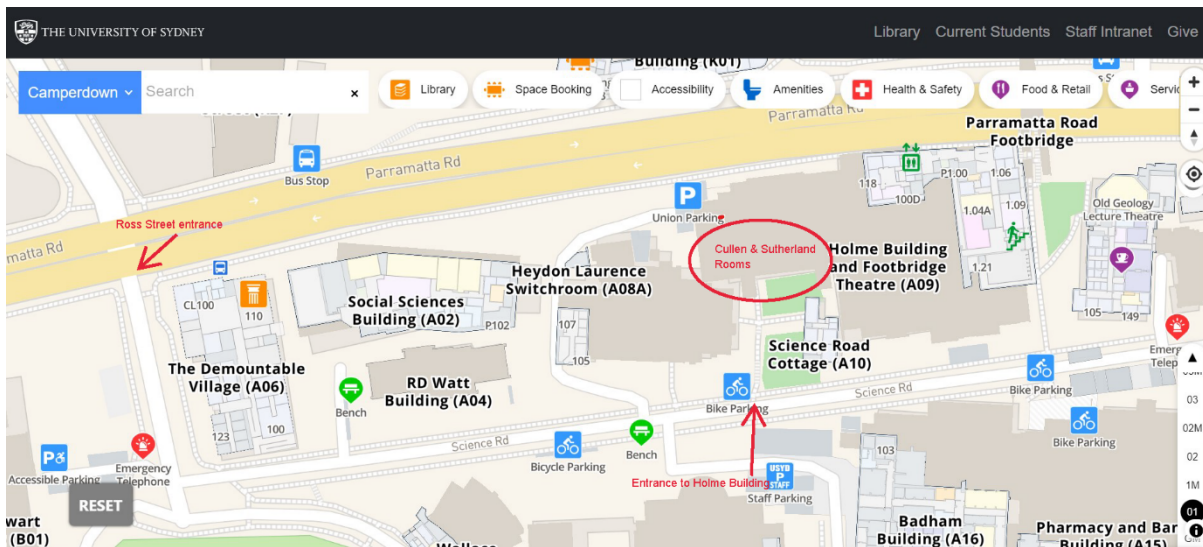 THE UNIVERSITY OF SYDNEY
Library Current Students Staff Intranet Give
Building (K01)
Camperdown
Search
×
Library
Space Booking
Accessibility
Amenities
Health & Safety
Food & Retail
Parramatta Rd
Parramatta Road
Footbridge
Bus Stop
Parramatta Rd
Ross Street entrance
matta Rd
118
100D
P1.00
1.06
1.04A
1.09
1.21
Old Geology
Lecture Theatre
Union Parking
Cullen & Sutherland
Rooms
Holme Building
and Footbridge
Theatre (A09)
Heydon Laurence
Switchroom (A08A)
CL100
110
Social Sciences
Building (A02)
P.102
107
105
105
149
Science Road
Cottage (A10)
The Demountable
Village (A06)
RD Watt
Building (A04)
Bench
Bike Parking
Science Rd
Bike Parking
03
02M
02
1M
01
123
100
Science Rd
Bicycle Parking
Bench
Bike Parking
103
P
Accessible Parking
Emergency
Telephone
Entrance to Holme Building
USYD
P
STAFF
Staff Parking
RESET
wart
(B01)
Badham
Building (A16)
Pharmacy and Bar
Building (A15)